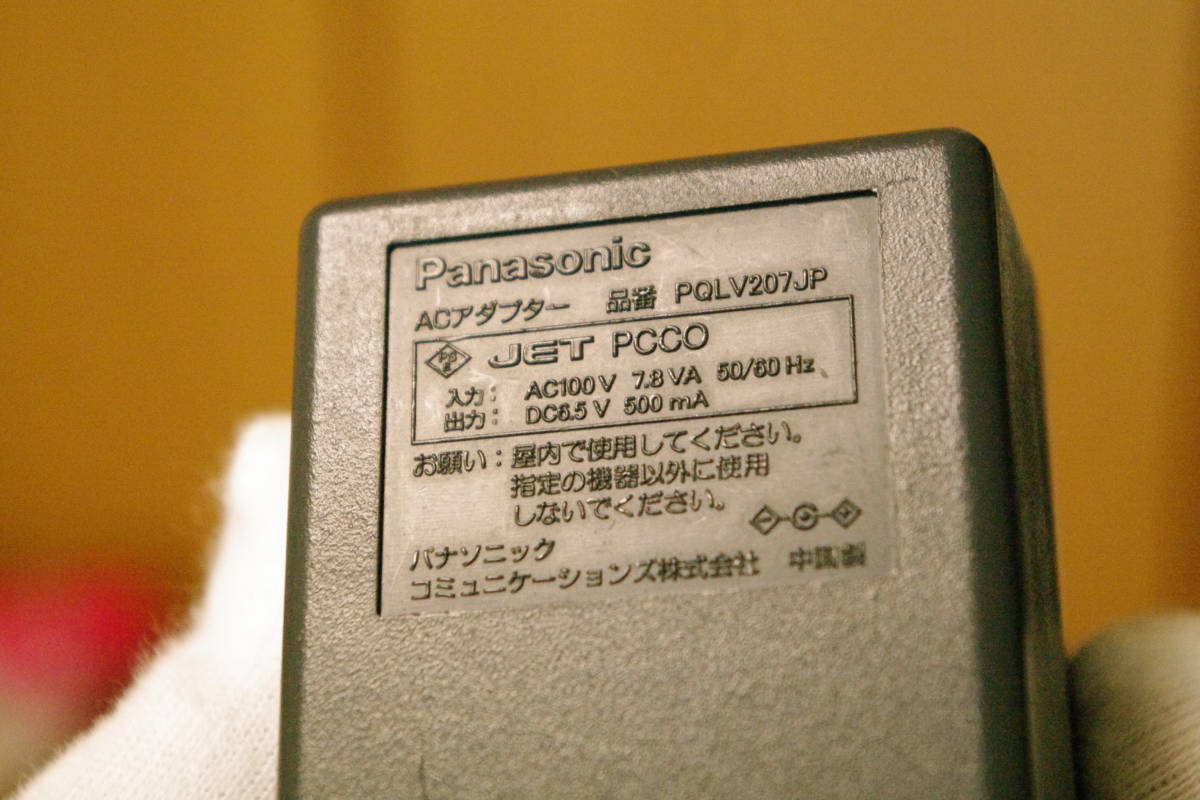 Panasonic
ACアダプター 品番 PQLV207JP
PS E JET PCCO
入力: AC100V 7.8VA 50/60Hz
出力: DC6.5V 500mA
お願い:屋内で使用してください。
指定の機器以外に使用
しないでください。
パナソニック
コミュニケーションズ株式会社 中国製